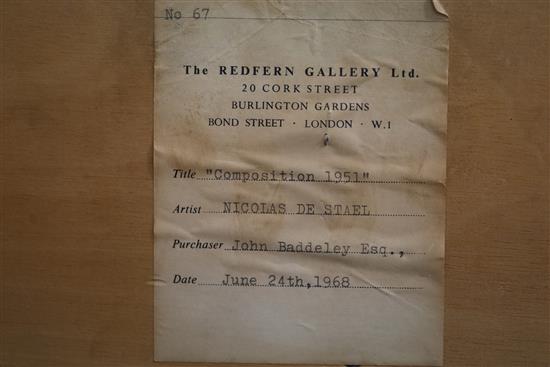 No 67
The REDFERN GALLERY Ltd.
20 CORK STREET
BURLINGTON GARDENS
BOND STREET · LONDON · W.1
Title "Composition 1951"
Artist NICOLAS DE STAEL
Purchaser John Baddeley Esq.,
Date June 24th,1968